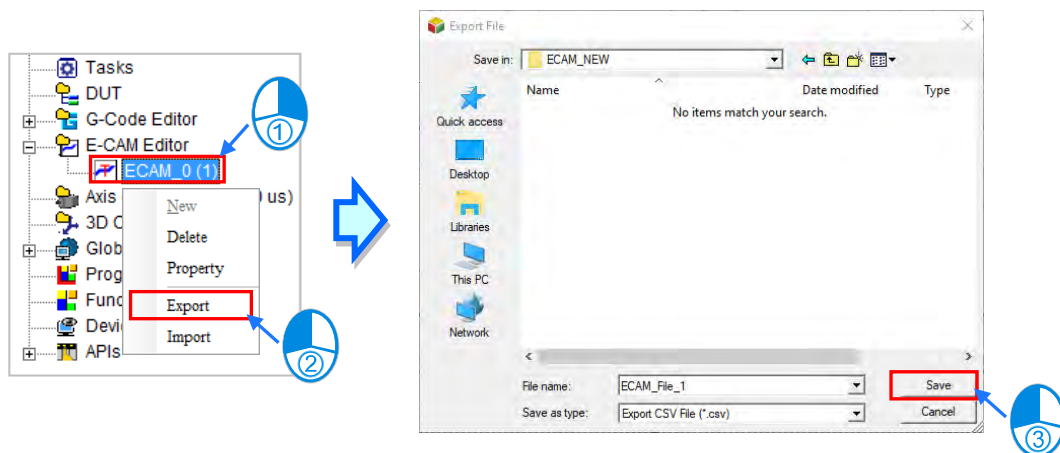 Tasks
DUT
G-Code Editor
E-CAM Editor
ECAM_0 (1)
Axis
us)
3D C
Glob
Prog
Func
Devi
APIs
New
Delete
Property
Export
Import
①
②
Export File
Save in:
ECAM_NEW
Name
Date modified
Type
No items match your search.
Quick access
Desktop
Libraries
This PC
Network
File name:
ECAM_File_1
Save
Save as type:
Export CSV File (*.csv)
Cancel
③